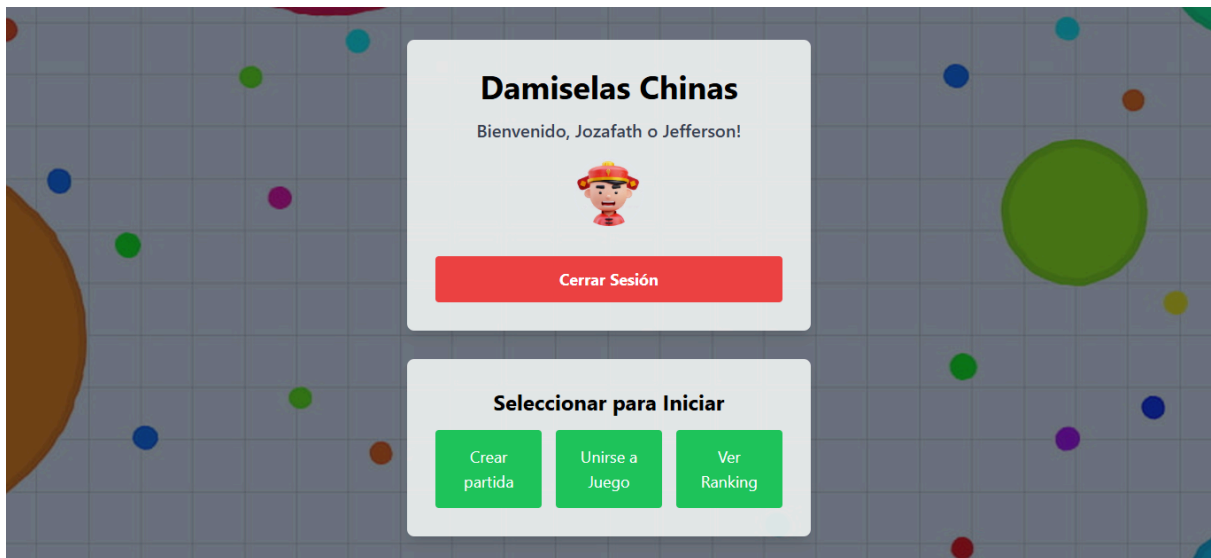 Damiselas Chinas
Bienvenido, Jozafath o Jefferson!
Cerrar Sesión
Seleccionar para Iniciar
Crear
partida
Unirse a
Juego
Ver
Ranking